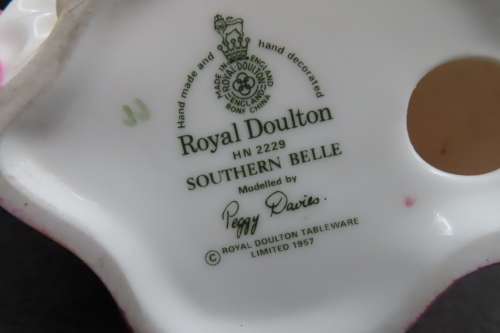 Hand made and hand decorated
MADE IN ENGLAND
ROYAL DOULTON
ENGLAND
BONE CHINA
Royal Doulton
HN 2229
SOUTHERN BELLE
Modelled by
Peggy Davies.
© ROYAL DOULTON TABLEWARE
LIMITED 1957